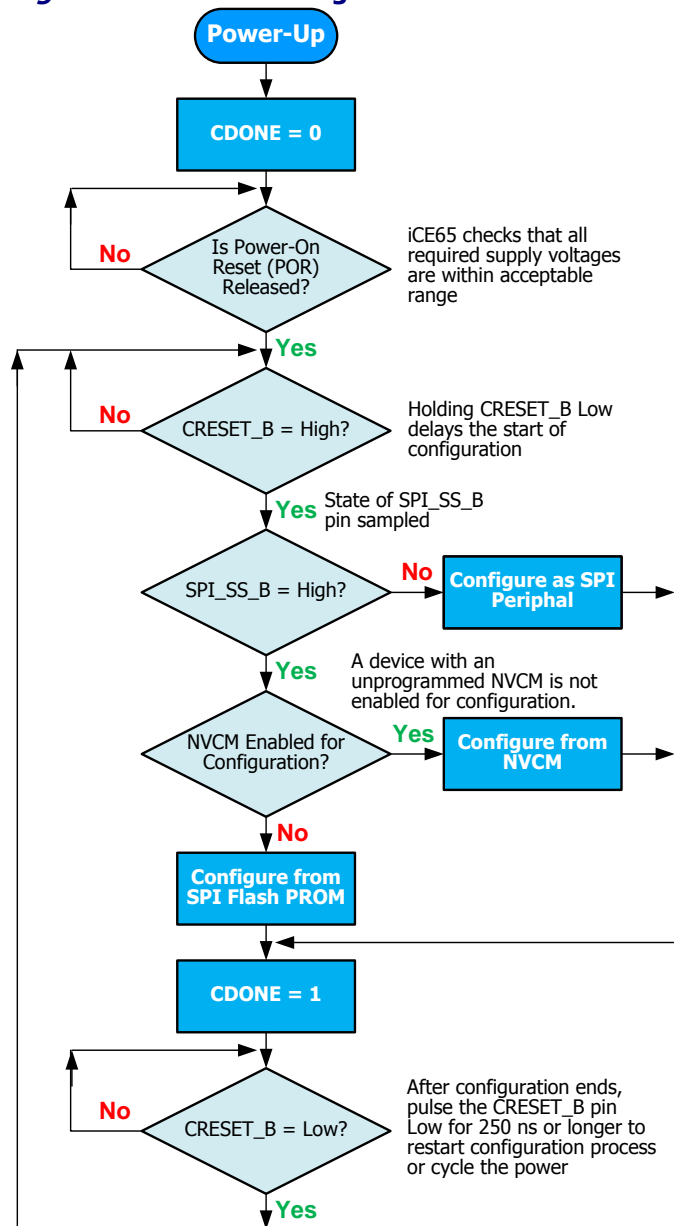 Power-Up
CDONE = 0
No
Is Power-On
Reset (POR)
Released?
iCE65 checks that all
required supply voltages
are within acceptable
range
Yes
No
CRESET_B = High?
Holding CRESET_B Low
delays the start of
configuration
Yes
State of SPI_SS_B
pin sampled
SPI_SS_B = High?
No
Configure as SPI
Periphal
Yes
A device with an
unprogrammed NVCM is not
enabled for configuration.
NVCM Enabled for
Configuration?
Yes
Configure from
NVCM
No
Configure from
SPI Flash PROM
CDONE = 1
No
CRESET_B = Low?
After configuration ends,
pulse the CRESET_B pin
Low for 250 ns or longer to
restart configuration process
or cycle the power
Yes